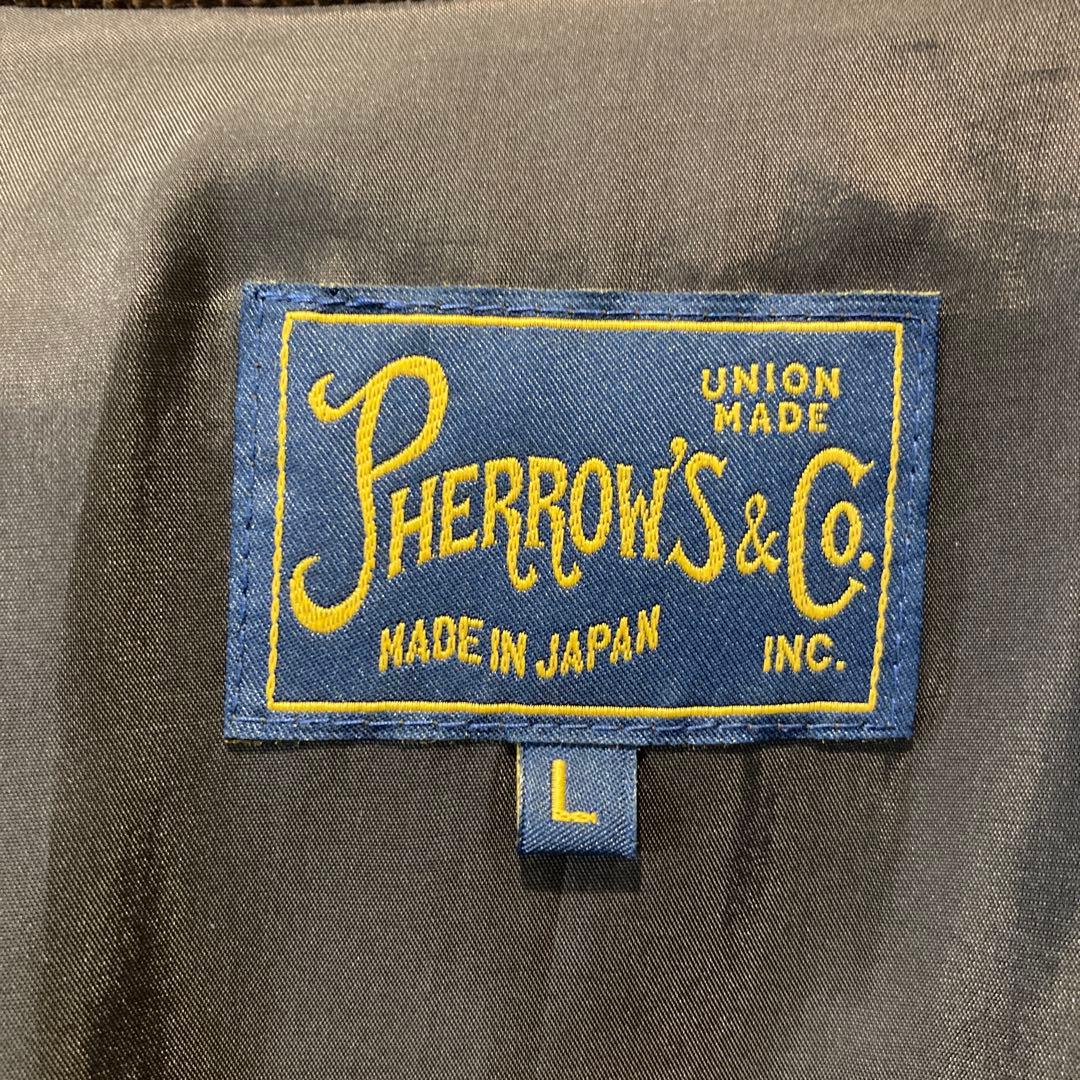 UNION
MADE
PHERROW'S & Co.
MADE IN JAPAN
INC.
L